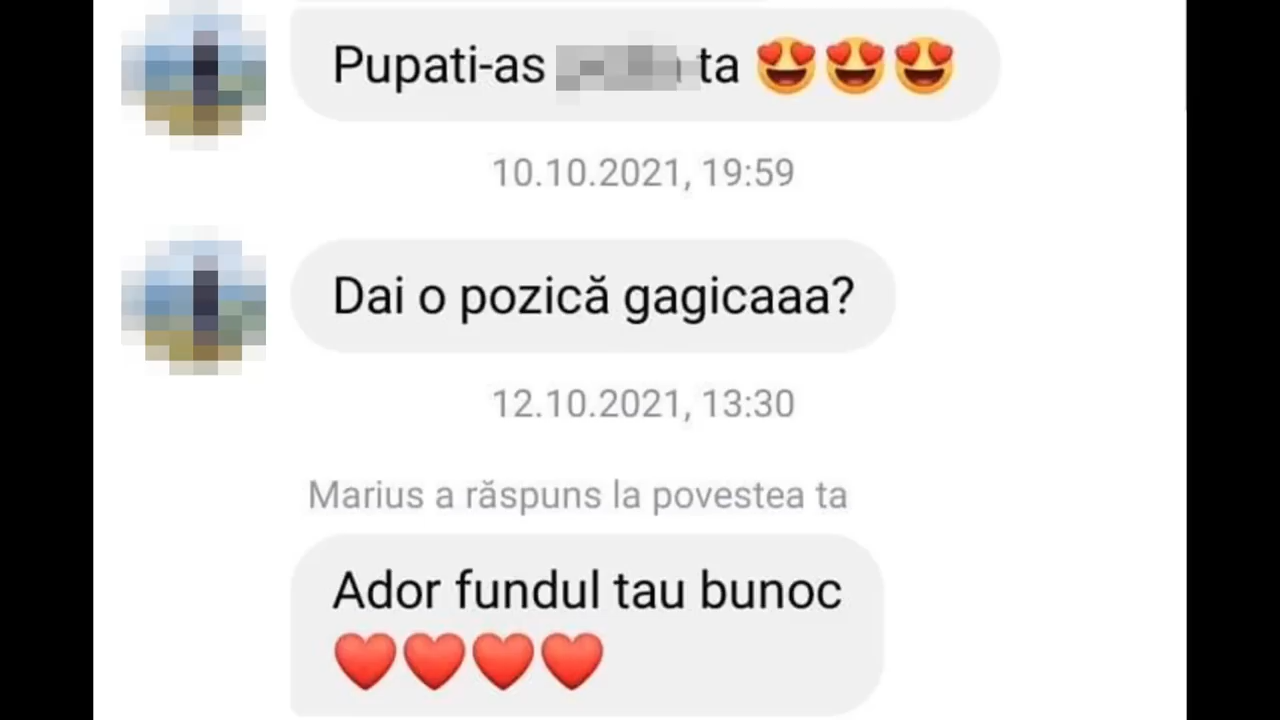 Pupati-as ta 😍😍😍
10.10.2021, 19:59
Dai o pozică gagicaaa?
12.10.2021, 13:30
Marius a răspuns la povestea ta
Ador fundul tau bunoc
❤️❤️❤️❤️